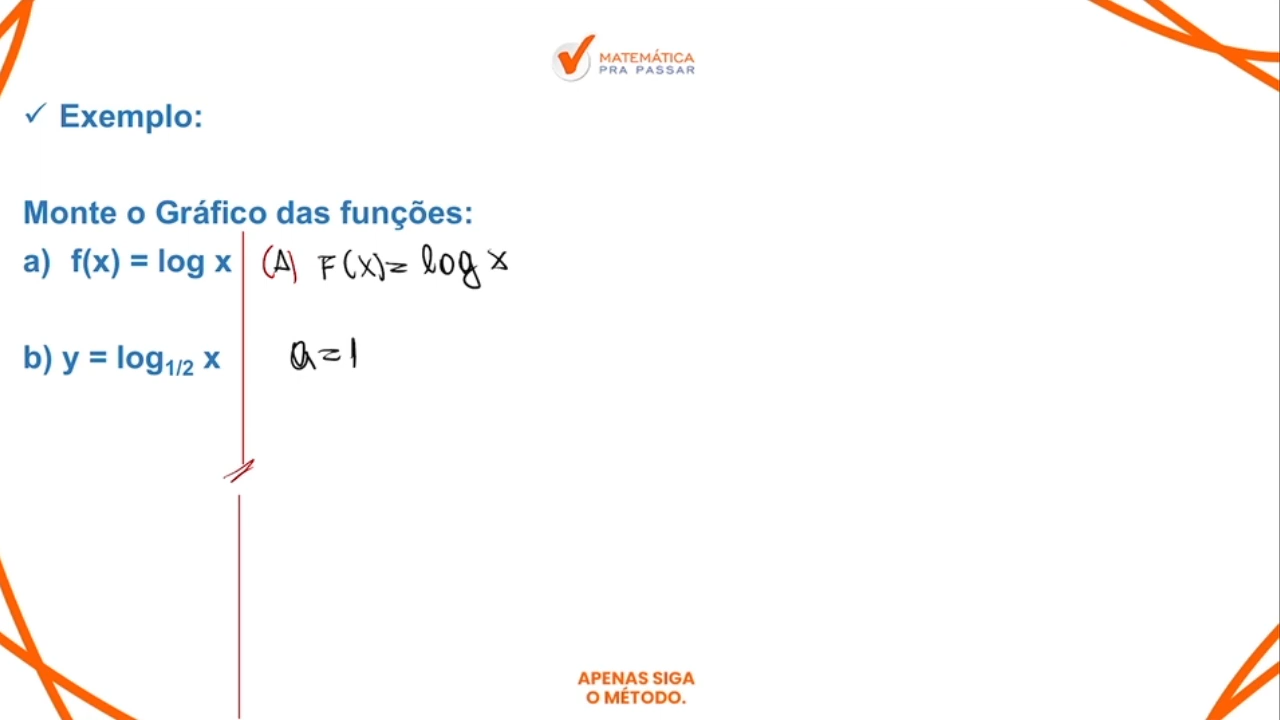 MATEMÁTICA
PRA PASSAR
✓ Exemplo:
Monte o Gráfico das funções:
a) f(x) = log x
(A) F(x)= log x
b) y = log₁/₂ x
a=1
APENAS SIGA
O MÉTODO.